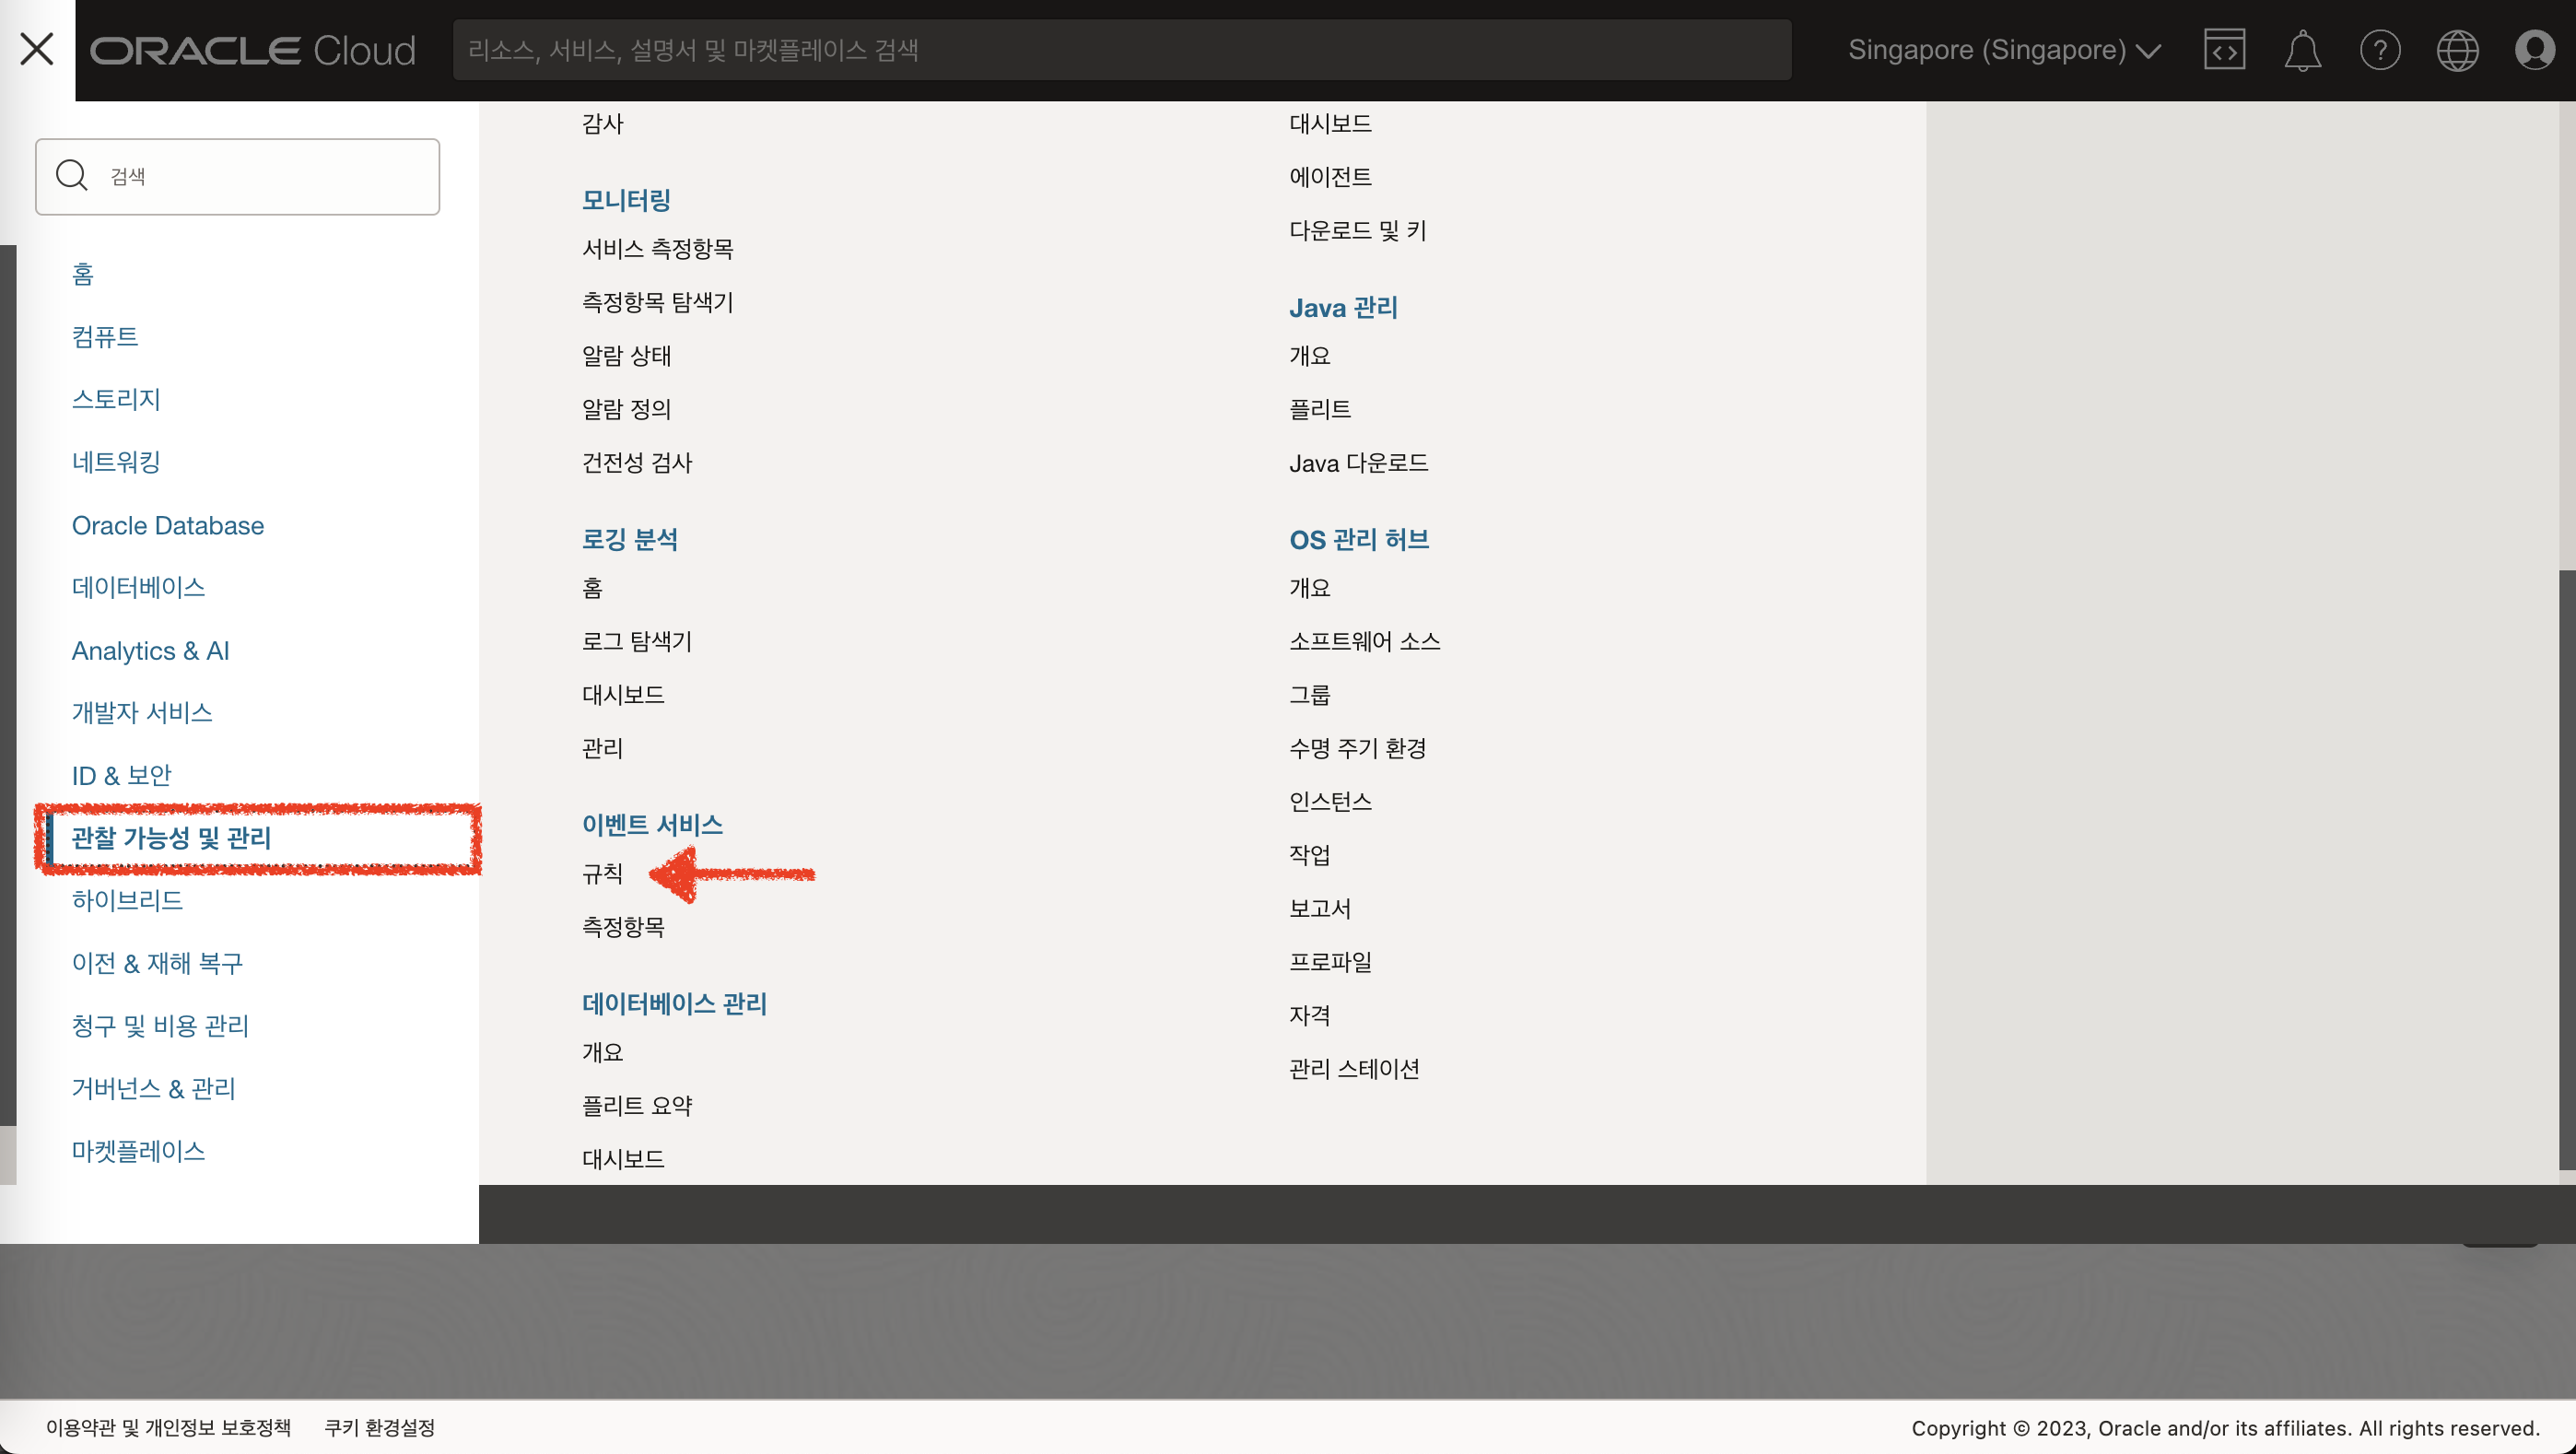 ORACLE Cloud
리소스, 서비스, 설명서 및 마켓플레이스 검색
Singapore (Singapore)
검색
홈
컴퓨트
스토리지
네트워킹
Oracle Database
데이터베이스
Analytics & AI
개발자 서비스
ID & 보안
관찰 가능성 및 관리
하이브리드
이전 & 재해 복구
청구 및 비용 관리
거버넌스 & 관리
마켓플레이스
감사
모니터링
서비스 측정항목
측정항목 탐색기
알람 상태
알람 정의
건전성 검사
로깅 분석
홈
로그 탐색기
대시보드
관리
이벤트 서비스
규칙
측정항목
데이터베이스 관리
개요
플리트 요약
대시보드
대시보드
에이전트
다운로드 및 키
Java 관리
개요
플리트
Java 다운로드
OS 관리 허브
개요
소프트웨어 소스
그룹
수명 주기 환경
인스턴스
작업
보고서
프로파일
자격
관리 스테이션
이용약관 및 개인정보 보호정책
쿠키 환경설정
Copyright © 2023, Oracle and/or its affiliates. All rights reserved.